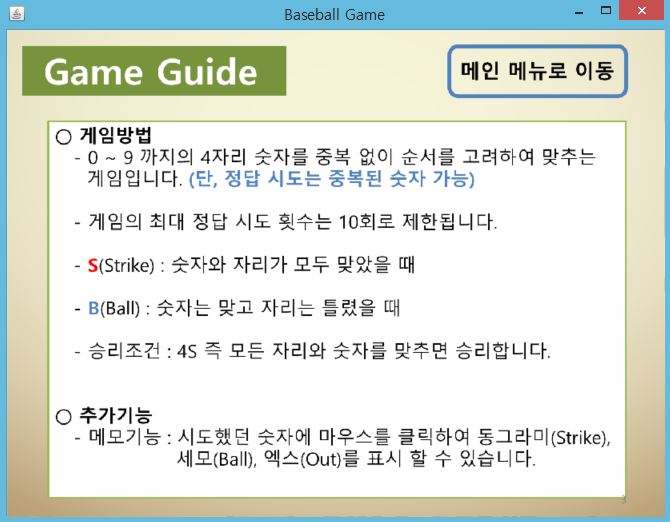 Baseball Game
Game Guide
메인 메뉴로 이동
○ 게임방법
- 0 ~ 9 까지의 4자리 숫자를 중복 없이 순서를 고려하여 맞추는
게임입니다. (단, 정답 시도는 중복된 숫자 가능)
- 게임의 최대 정답 시도 횟수는 10회로 제한됩니다.
- S(Strike) : 숫자와 자리가 모두 맞았을 때
- B(Ball) : 숫자는 맞고 자리는 틀렸을 때
- 승리조건 : 4S 즉 모든 자리와 숫자를 맞추면 승리합니다.
○ 추가기능
- 메모기능 : 시도했던 숫자에 마우스를 클릭하여 동그라미(Strike),
세모(Ball), 엑스(Out)를 표시 할 수 있습니다.
3